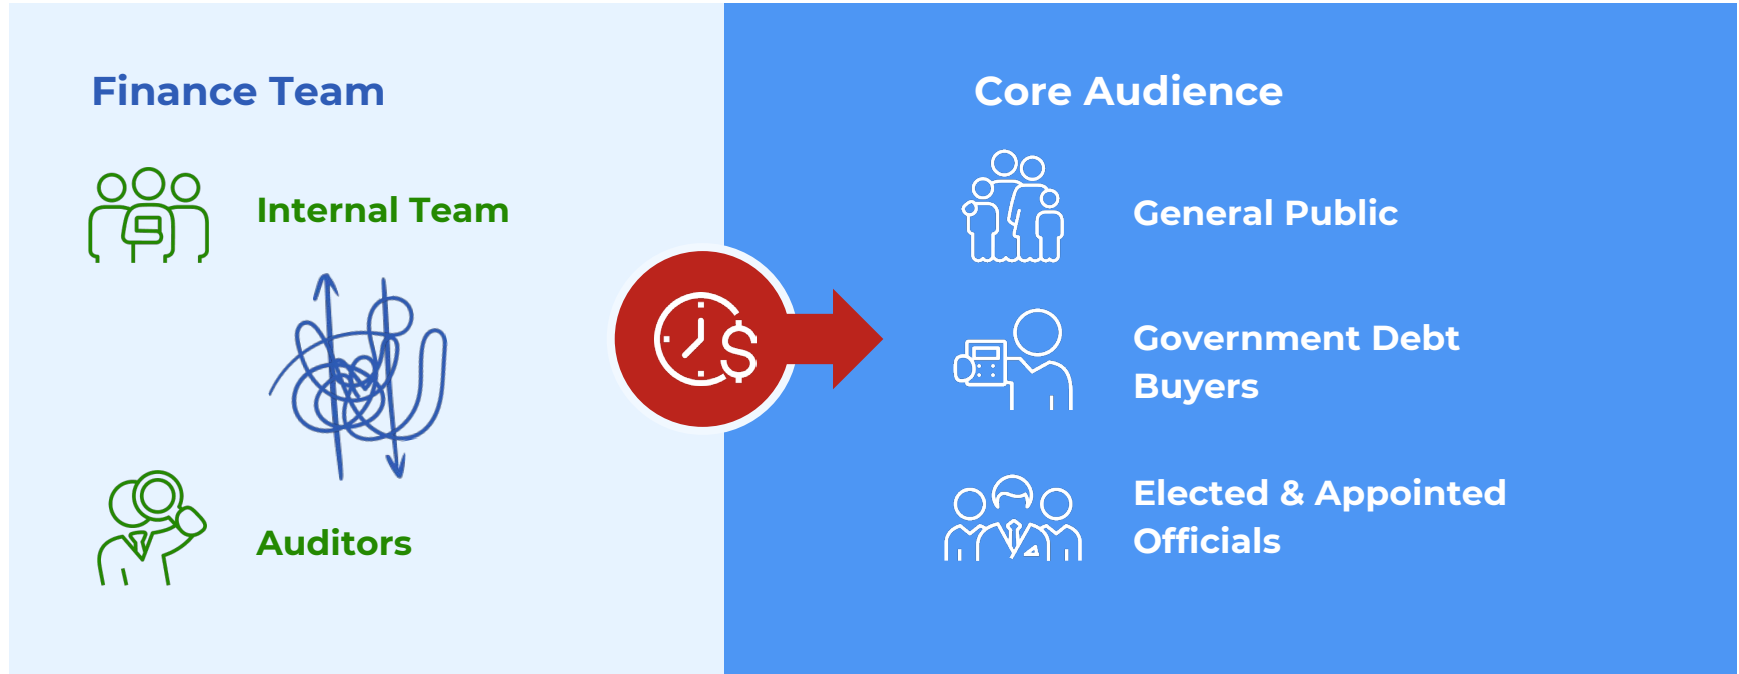 Finance Team
Internal Team
Auditors
$
Core Audience
General Public
Government Debt
Buyers
Elected & Appointed
Officials